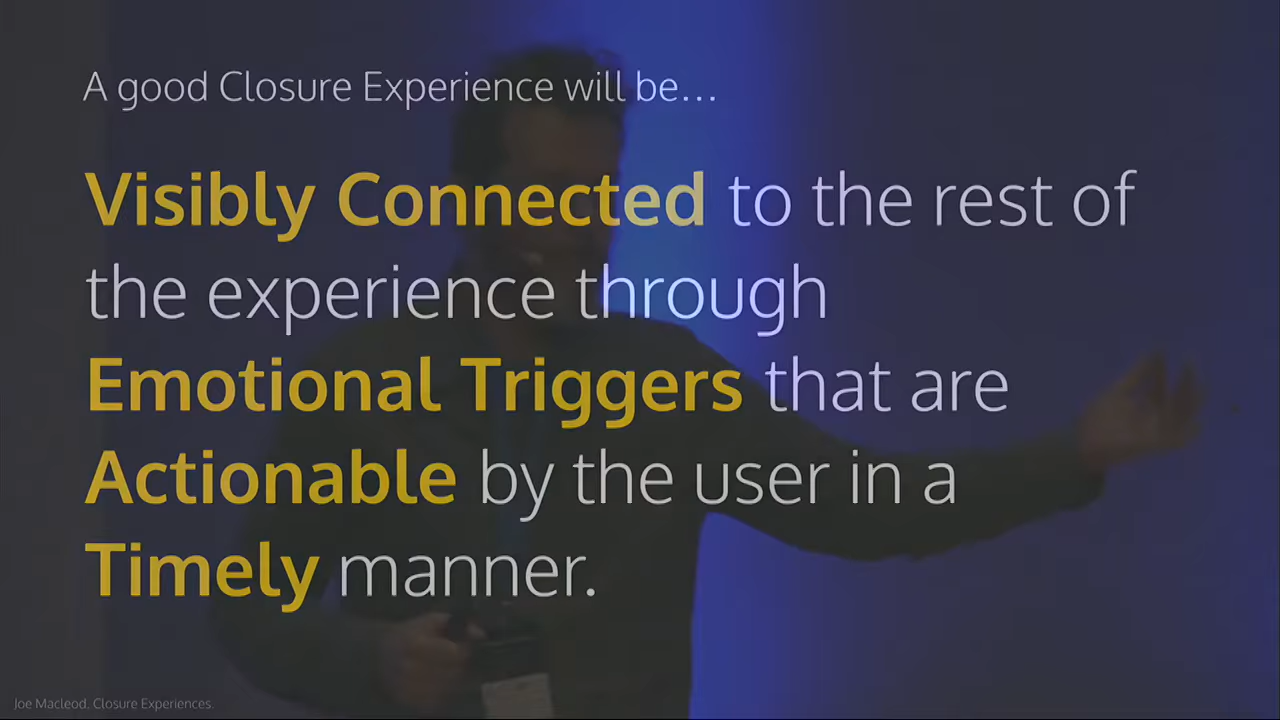 A good Closure Experience will be...
Visibly Connected to the rest of
the experience through
Emotional Triggers that are
Actionable by the user in a
Timely manner.
Joe Macleod. Closure Experiences.